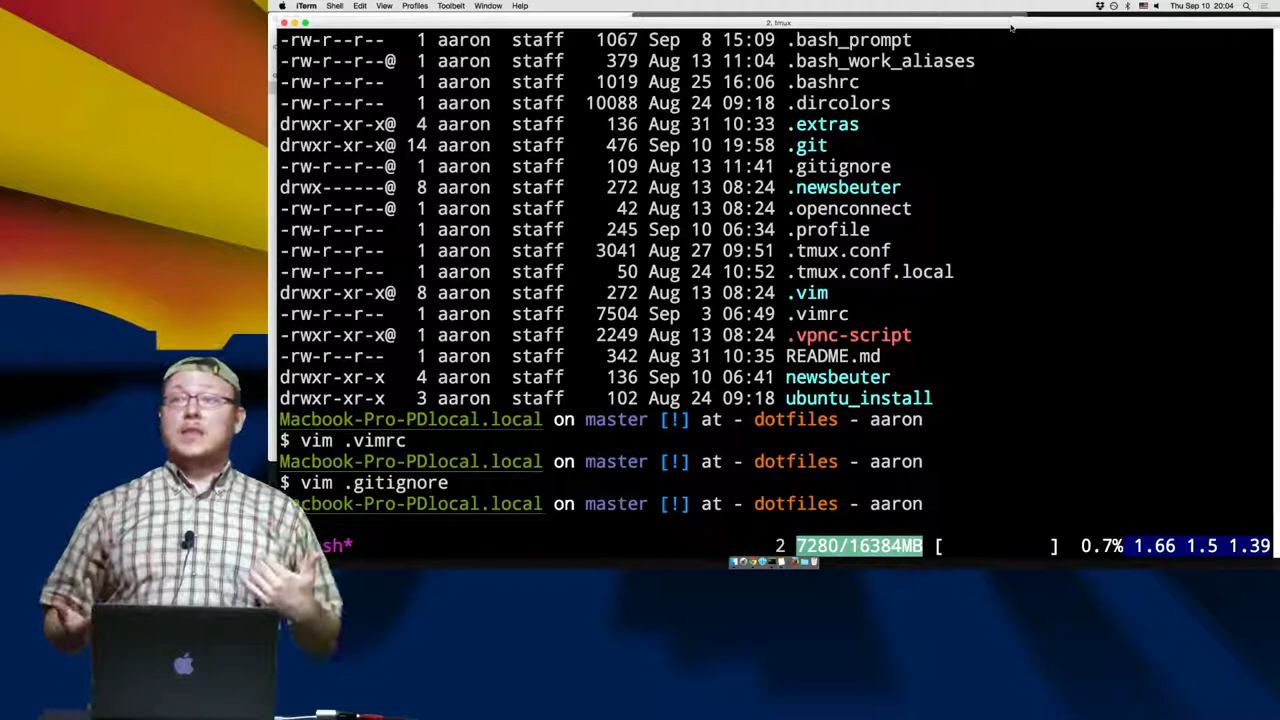 iTerm Shell Edit View Profiles Toolbelt Window Help Thu Sep 10 20:04
2. tmux
-rw-r--r-- 1 aaron staff 1067 Sep 8 15:09 .bash_prompt
-rw-r--r--@ 1 aaron staff 379 Aug 13 11:04 .bash_work_aliases
-rw-r--r-- 1 aaron staff 1019 Aug 25 16:06 .bashrc
-rw-r--r-- 1 aaron staff 10088 Aug 24 09:18 .dircolors
drwxr-xr-x@ 4 aaron staff 136 Aug 31 10:33 .extras
drwxr-xr-x@ 14 aaron staff 476 Sep 10 19:58 .git
-rw-r--r--@ 1 aaron staff 109 Aug 13 11:41 .gitignore
drwx------@ 8 aaron staff 272 Aug 13 08:24 .newsbeuter
-rw-r--r--@ 1 aaron staff 42 Aug 13 08:24 .openconnect
-rw-r--r-- 1 aaron staff 245 Sep 10 06:34 .profile
-rw-r--r-- 1 aaron staff 3041 Aug 27 09:51 .tmux.conf
-rw-r--r-- 1 aaron staff 50 Aug 24 10:52 .tmux.conf.local
drwxr-xr-x@ 8 aaron staff 272 Aug 13 08:24 .vim
-rw-r--r-- 1 aaron staff 7504 Sep 3 06:49 .vimrc
-rwxr-xr-x@ 1 aaron staff 2249 Aug 13 08:24 .vpnc-script
-rw-r--r-- 1 aaron staff 342 Aug 31 10:35 README.md
drwxr-xr-x 4 aaron staff 136 Sep 10 06:41 newsbeuter
drwxr-xr-x 3 aaron staff 102 Aug 24 09:18 ubuntu_install
Macbook-Pro-PDlocal.local on master [!] at - dotfiles - aaron
$ vim .vimrc
Macbook-Pro-PDlocal.local on master [!] at - dotfiles - aaron
$ vim .gitignore
acbook-Pro-PDlocal.local on master [!] at - dotfiles - aaron
sh* 2 7280/16384MB [ ] 0.7% 1.66 1.5 1.39